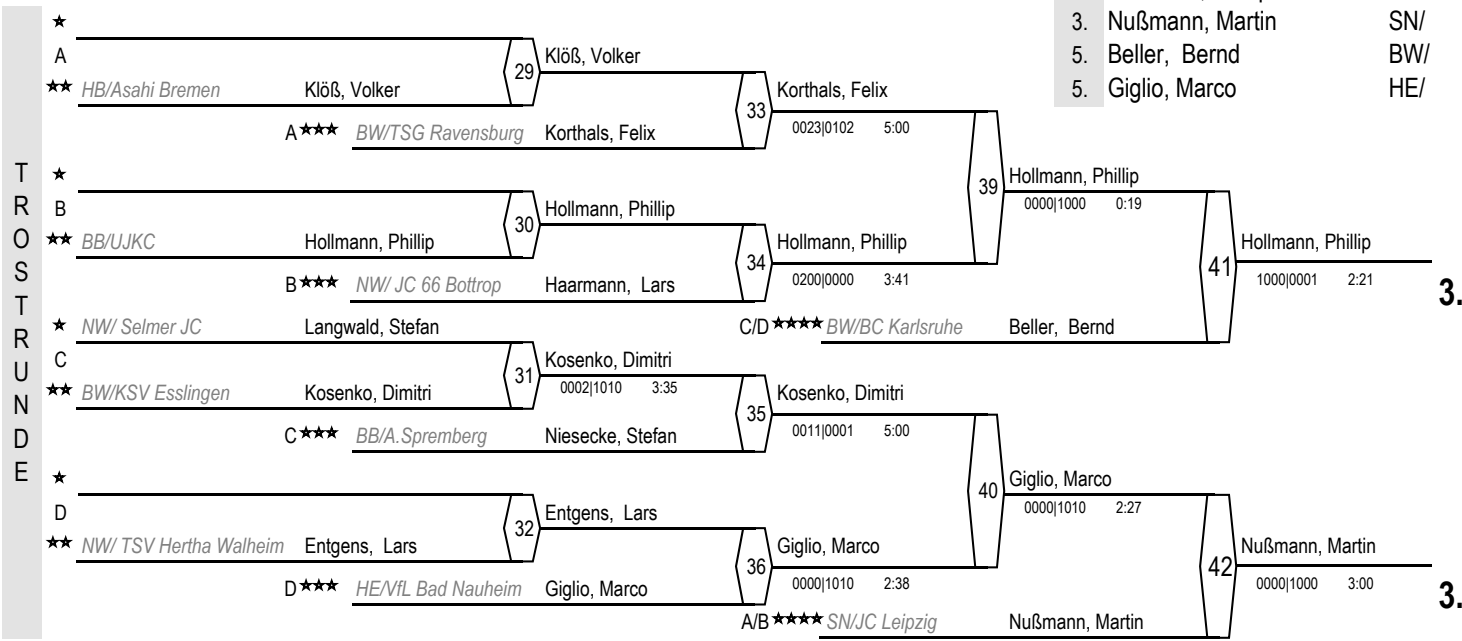 3. Nußmann, Martin SN/
5. Beller, Bernd BW/
5. Giglio, Marco HE/
TROSTRUNDE
A
HB/Asahi Bremen Klöß, Volker
29 Klöß, Volker
A BW/TSG Ravensburg Korthals, Felix
33 Korthals, Felix
0023|0102 5:00
B
BB/UJKC Hollmann, Phillip
30 Hollmann, Phillip
B NW/ JC 66 Bottrop Haarmann, Lars
34 Hollmann, Phillip
0200|0000 3:41
39 Hollmann, Phillip
0000|1000 0:19
C/D BW/BC Karlsruhe Beller, Bernd
41 Hollmann, Phillip
1000|0001 2:21
3.
NW/ Selmer JC Langwald, Stefan
C
BW/KSV Esslingen Kosenko, Dimitri
31 Kosenko, Dimitri
0002|1010 3:35
C BB/A.Spremberg Niesecke, Stefan
35 Kosenko, Dimitri
0011|0001 5:00
D
NW/ TSV Hertha Walheim Entgens, Lars
32 Entgens, Lars
D HE/VfL Bad Nauheim Giglio, Marco
36 Giglio, Marco
0000|1010 2:38
40 Giglio, Marco
0000|1010 2:27
A/B SN/JC Leipzig Nußmann, Martin
42 Nußmann, Martin
0000|1000 3:00
3.